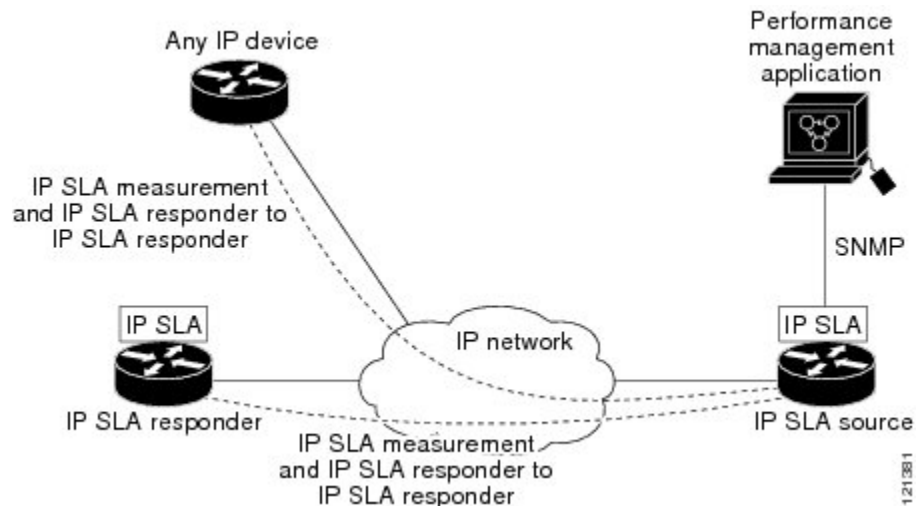 Any IP device
Performance
management
application
IP SLA measurement
and IP SLA responder to
IP SLA responder
SNMP
IP SLA
IP network
IP SLA
IP SLA responder
IP SLA source
IP SLA measurement
and IP SLA responder to
IP SLA responder
121381